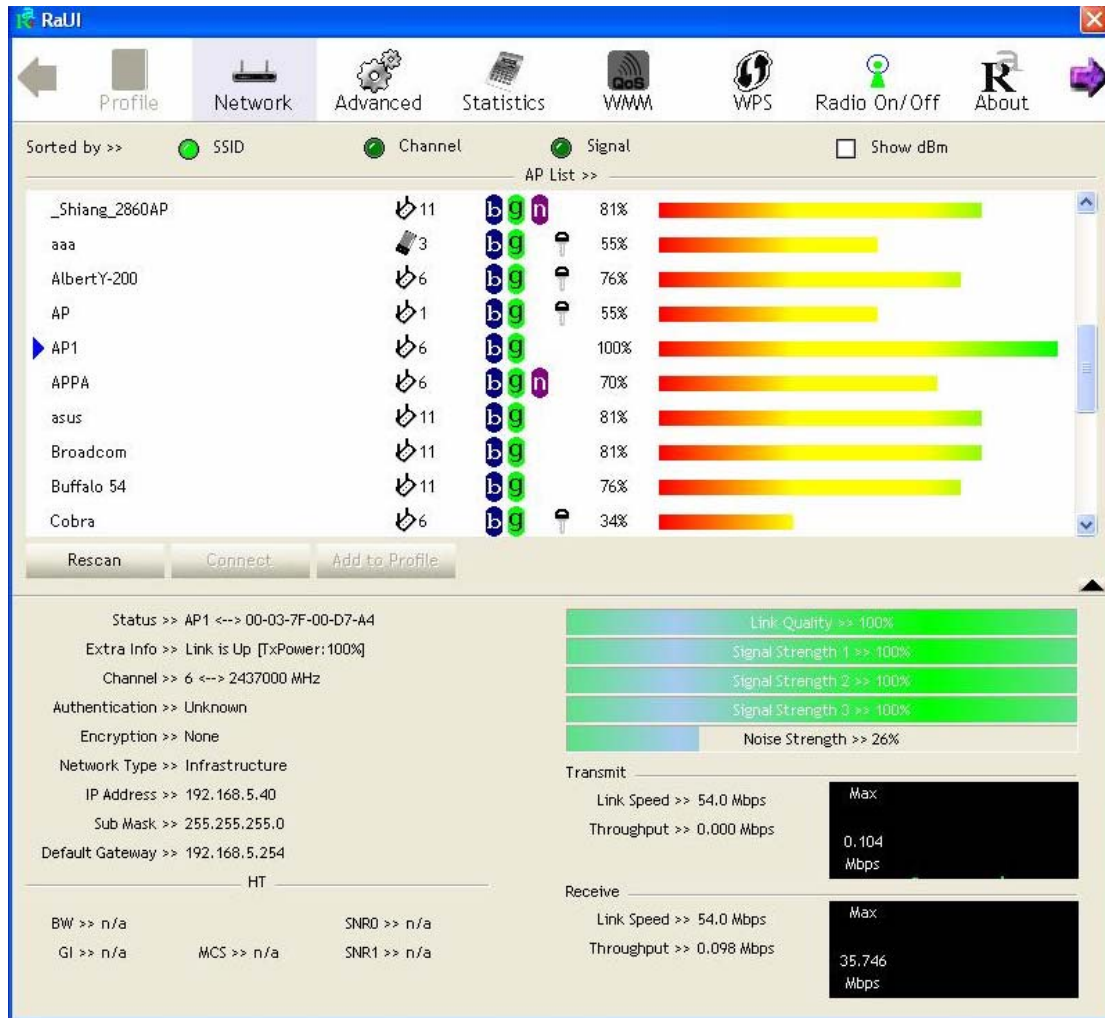 RaUI
Profile Network Advanced Statistics QoS WMM WPS Radio On/Off Ra About
Sorted by >> SSID Channel Signal Show dBm
AP List >>
_Shiang_2860AP 11 b g n 81%
aaa 3 b g 55%
AlbertY-200 6 b g 76%
AP 1 b g 55%
AP1 6 b g 100%
APPA 6 b g n 70%
asus 11 b g 81%
Broadcom 11 b g 81%
Buffalo 54 11 b g 76%
Cobra 6 b g 34%
Rescan Connect Add to Profile
Status >> AP1 <--> 00-03-7F-00-D7-A4
Extra Info >> Link is Up [TxPower:100%]
Channel >> 6 <--> 2437000 MHz
Authentication >> Unknown
Encryption >> None
Network Type >> Infrastructure
IP Address >> 192.168.5.40
Sub Mask >> 255.255.255.0
Default Gateway >> 192.168.5.254
HT
BW >> n/a SNR0 >> n/a
GI >> n/a MCS >> n/a SNR1 >> n/a
Link Quality >> 100%
Signal Strength 1 >> 100%
Signal Strength 2 >> 100%
Signal Strength 3 >> 100%
Noise Strength >> 26%
Transmit
Link Speed >> 54.0 Mbps
Throughput >> 0.000 Mbps
Max
0.104
Mbps
Receive
Link Speed >> 54.0 Mbps
Throughput >> 0.098 Mbps
Max
35.746
Mbps